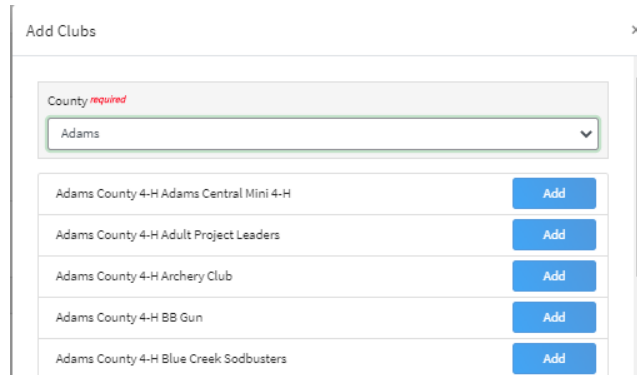 Add Clubs
×
County required
Adams
Adams County 4-H Adams Central Mini 4-H Add
Adams County 4-H Adult Project Leaders Add
Adams County 4-H Archery Club Add
Adams County 4-H BB Gun Add
Adams County 4-H Blue Creek Sodbusters Add